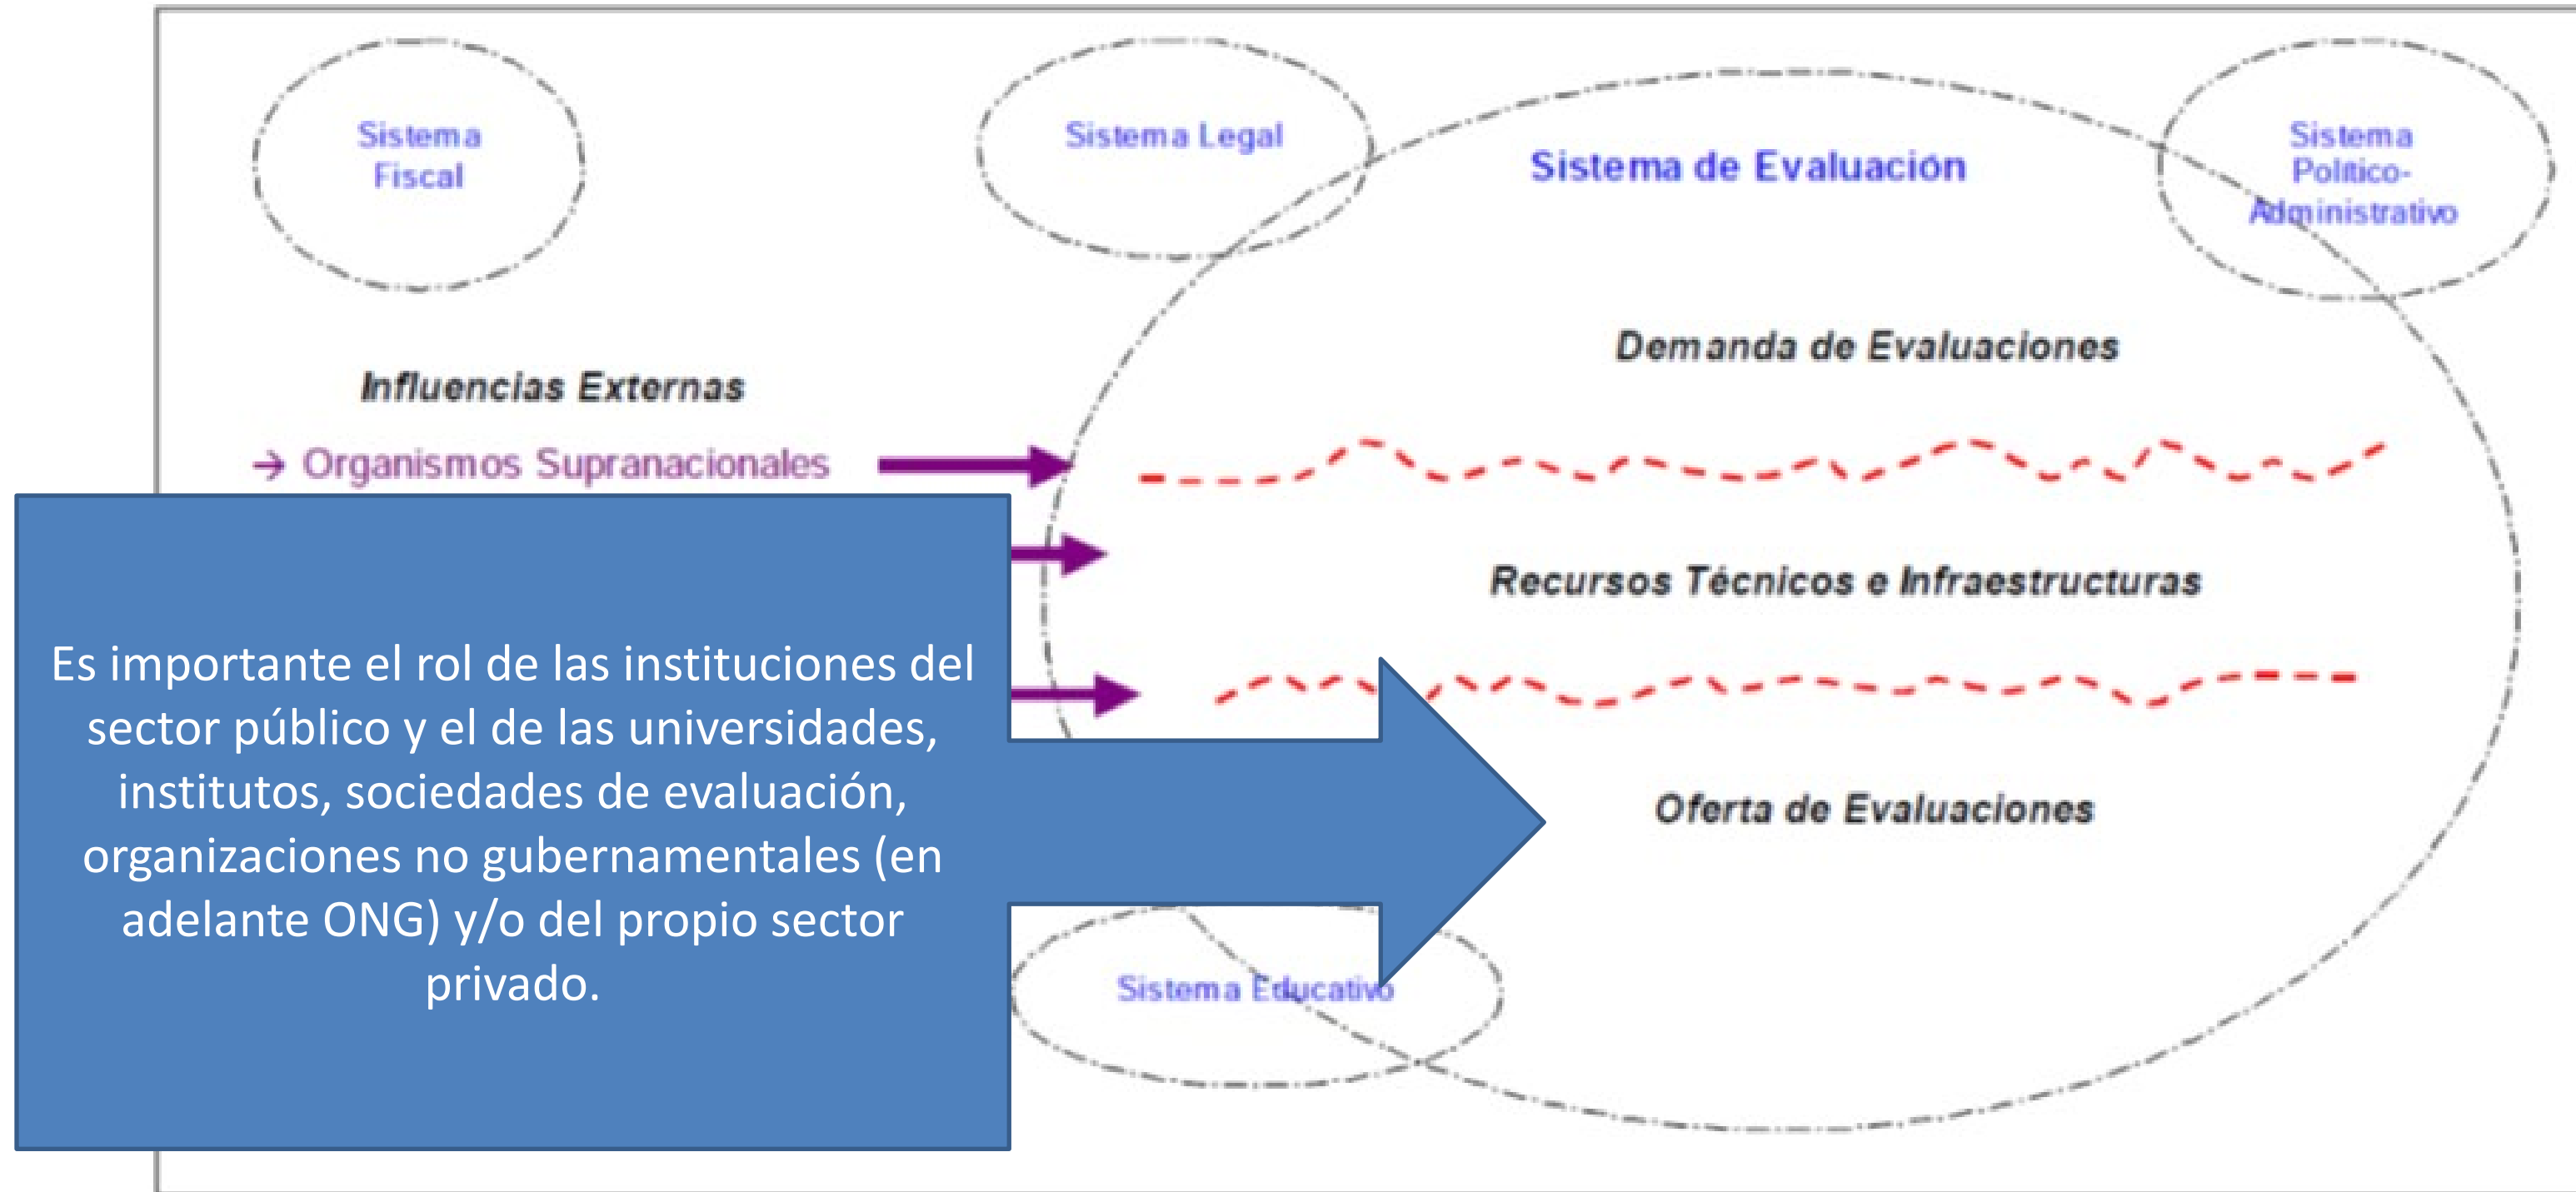 Sistema
Fiscal
Sistema Legal
Sistema de Evaluación
Sistema
Político-
Administrativo
Demanda de Evaluaciones
Influencias Externas
→ Organismos Supranacionales
Recursos Técnicos e Infraestructuras
Es importante el rol de las instituciones del
sector público y el de las universidades,
institutos, sociedades de evaluación,
organizaciones no gubernamentales (en
adelante ONG) y/o del propio sector
privado.
Oferta de Evaluaciones
Sistema Educativo